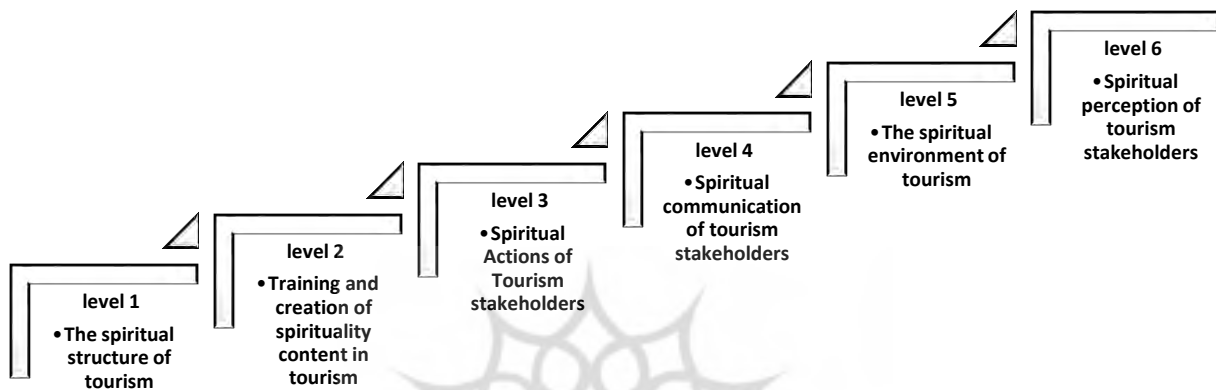 level 1
•The spiritual
structure of
tourism
level 2
•Training and
creation of
spirituality
content in
tourism
level 3
•Spiritual
Actions of
Tourism
stakeholders
level 4
•Spiritual
communication
of tourism
stakeholders
level 5
•The spiritual
environment of
tourism
level 6
•Spiritual
perception of
tourism
stakeholders